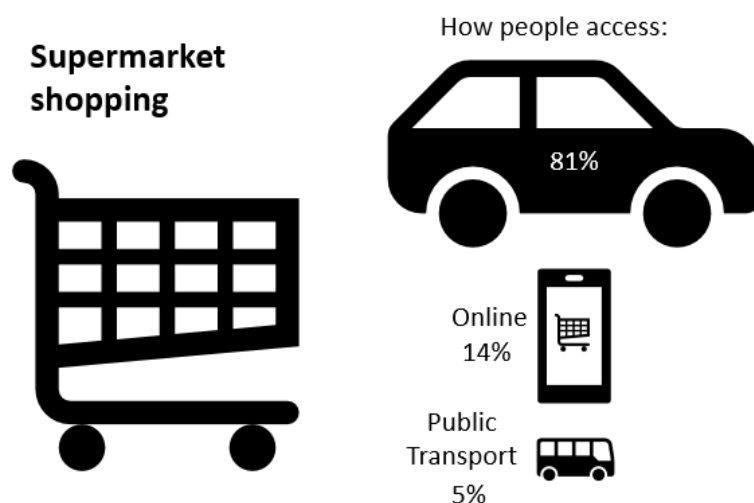 Supermarket
shopping
How people access:
81%
Online
14%
Public
Transport
5%